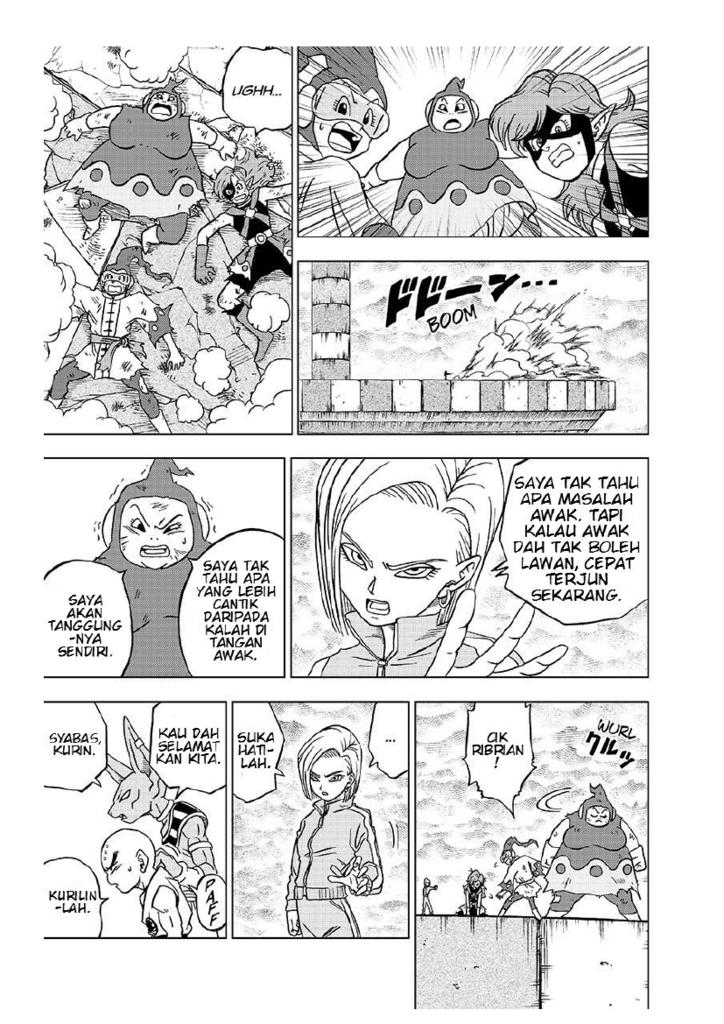 ドドーン...
BOOM
UGHH...
SAYA TAK TAHU
APA MASALAH
AWAK. TAPI
KALAU AWAK
DAH TAK BOLEH
LAWAN, CEPAT
TERJUN
SEKARANG.
SAYA TAK
TAHU APA
YANG LEBIH
CANTIK
DARIPADA
KALAH DI
TANGAN
AWAK.
SAYA
AKAN
TANGGUNG
-NYA
SENDIRI.
WURL
クルッ
CIK
RIBRIAN
!
...
SUKA
HATI-
LAH.
KAU DAH
SELAMAT
KAN KITA.
SYABAS,
KURIN.
PAFF
KURILIN
-LAH.